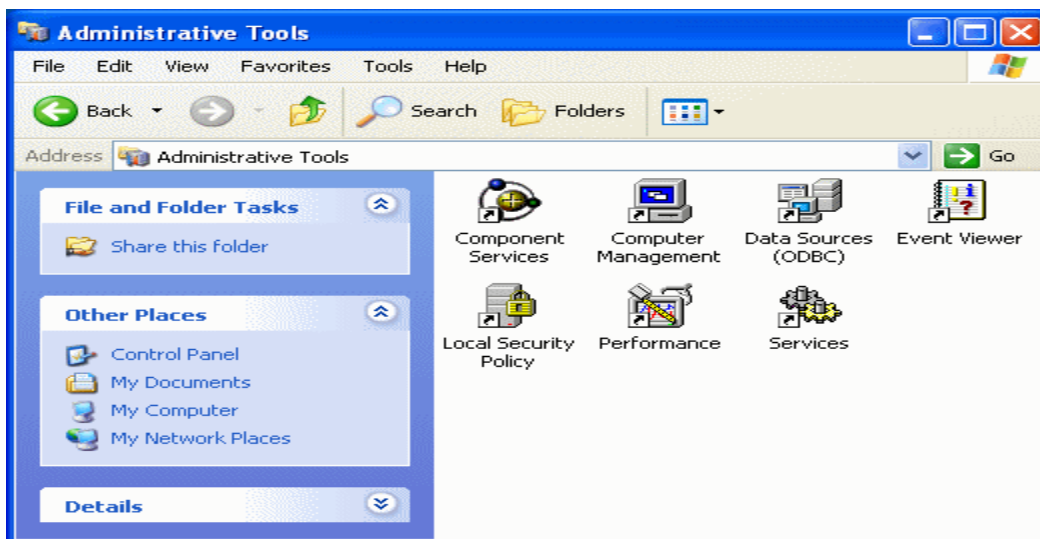 Administrative Tools
File Edit View Favorites Tools Help
Back Search Folders
Address Administrative Tools Go
File and Folder Tasks
Share this folder
Other Places
Control Panel
My Documents
My Computer
My Network Places
Details
Component Services
Computer Management
Data Sources (ODBC)
Event Viewer
Local Security Policy
Performance
Services